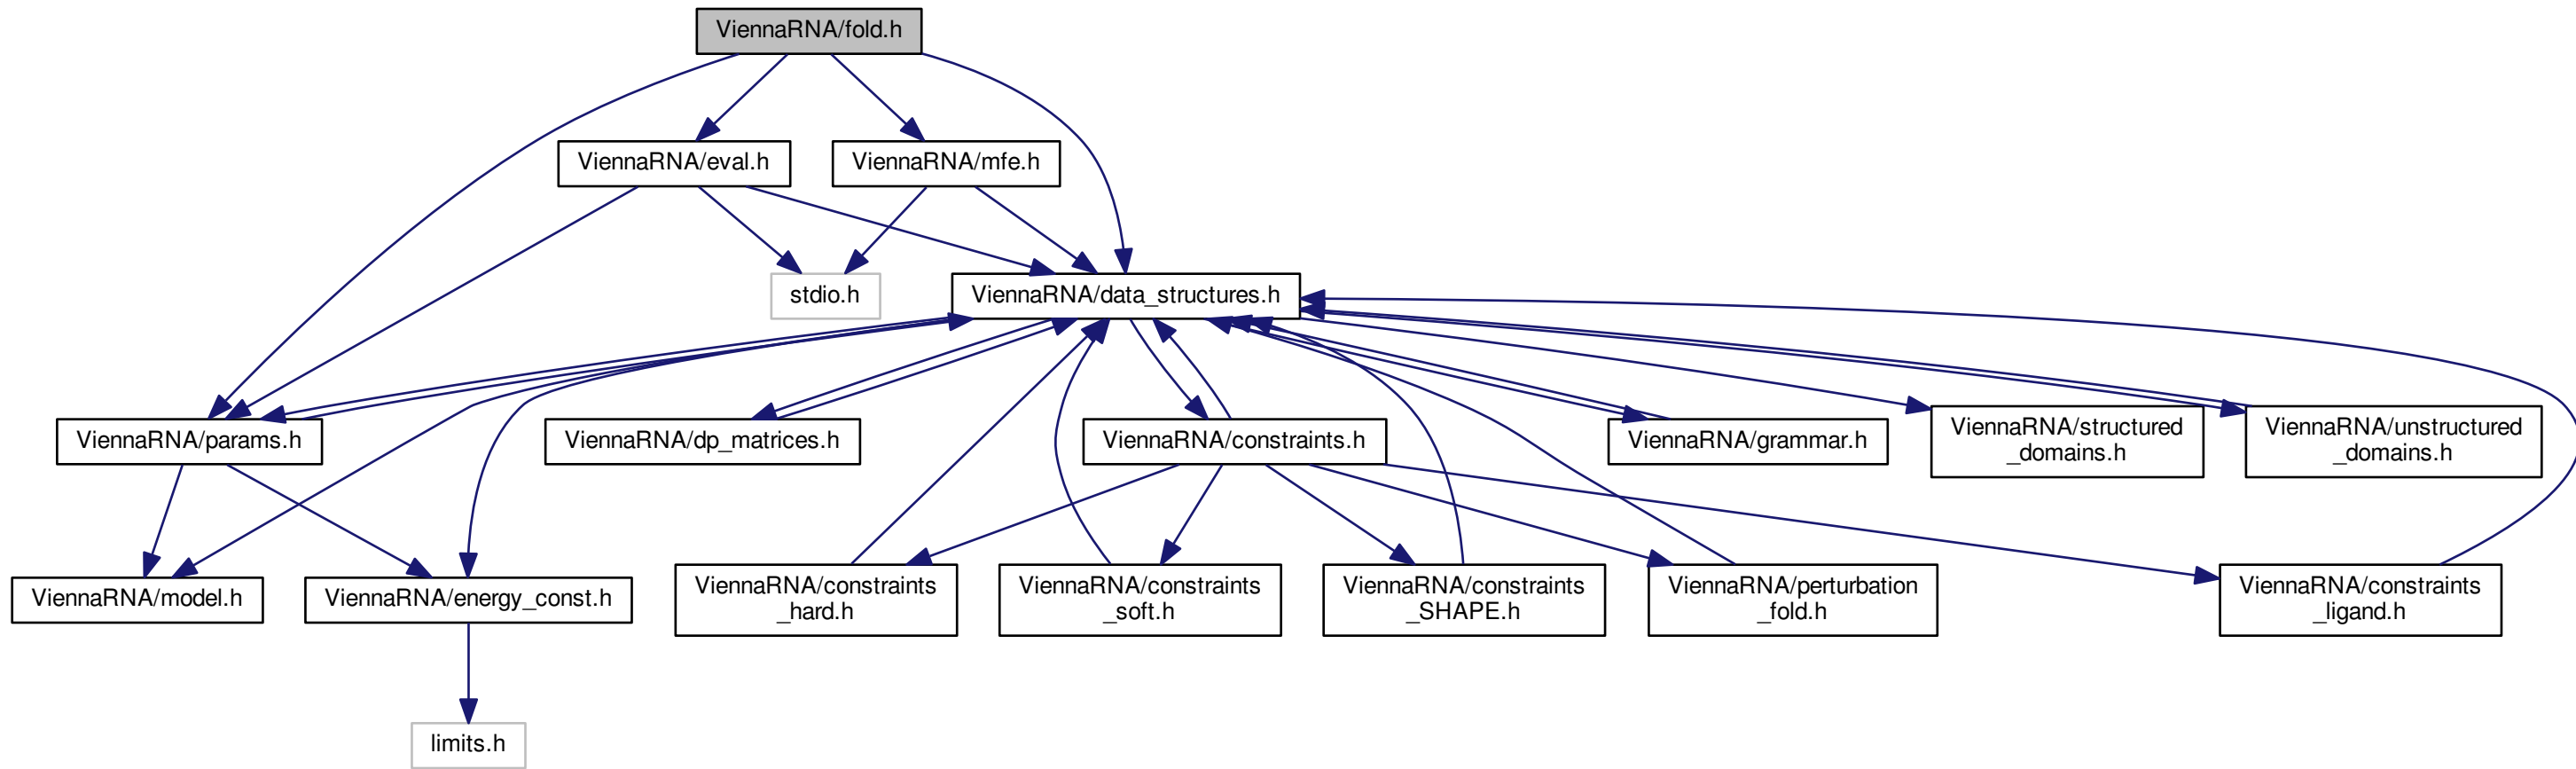 ViennaRNA/fold.h
ViennaRNA/eval.h
ViennaRNA/mfe.h
stdio.h
ViennaRNA/data_structures.h
ViennaRNA/params.h
ViennaRNA/dp_matrices.h
ViennaRNA/constraints.h
ViennaRNA/grammar.h
ViennaRNA/structured
_domains.h
ViennaRNA/unstructured
_domains.h
ViennaRNA/model.h
ViennaRNA/energy_const.h
ViennaRNA/constraints
_hard.h
ViennaRNA/constraints
_soft.h
ViennaRNA/constraints
_SHAPE.h
ViennaRNA/perturbation
_fold.h
ViennaRNA/constraints
_ligand.h
limits.h